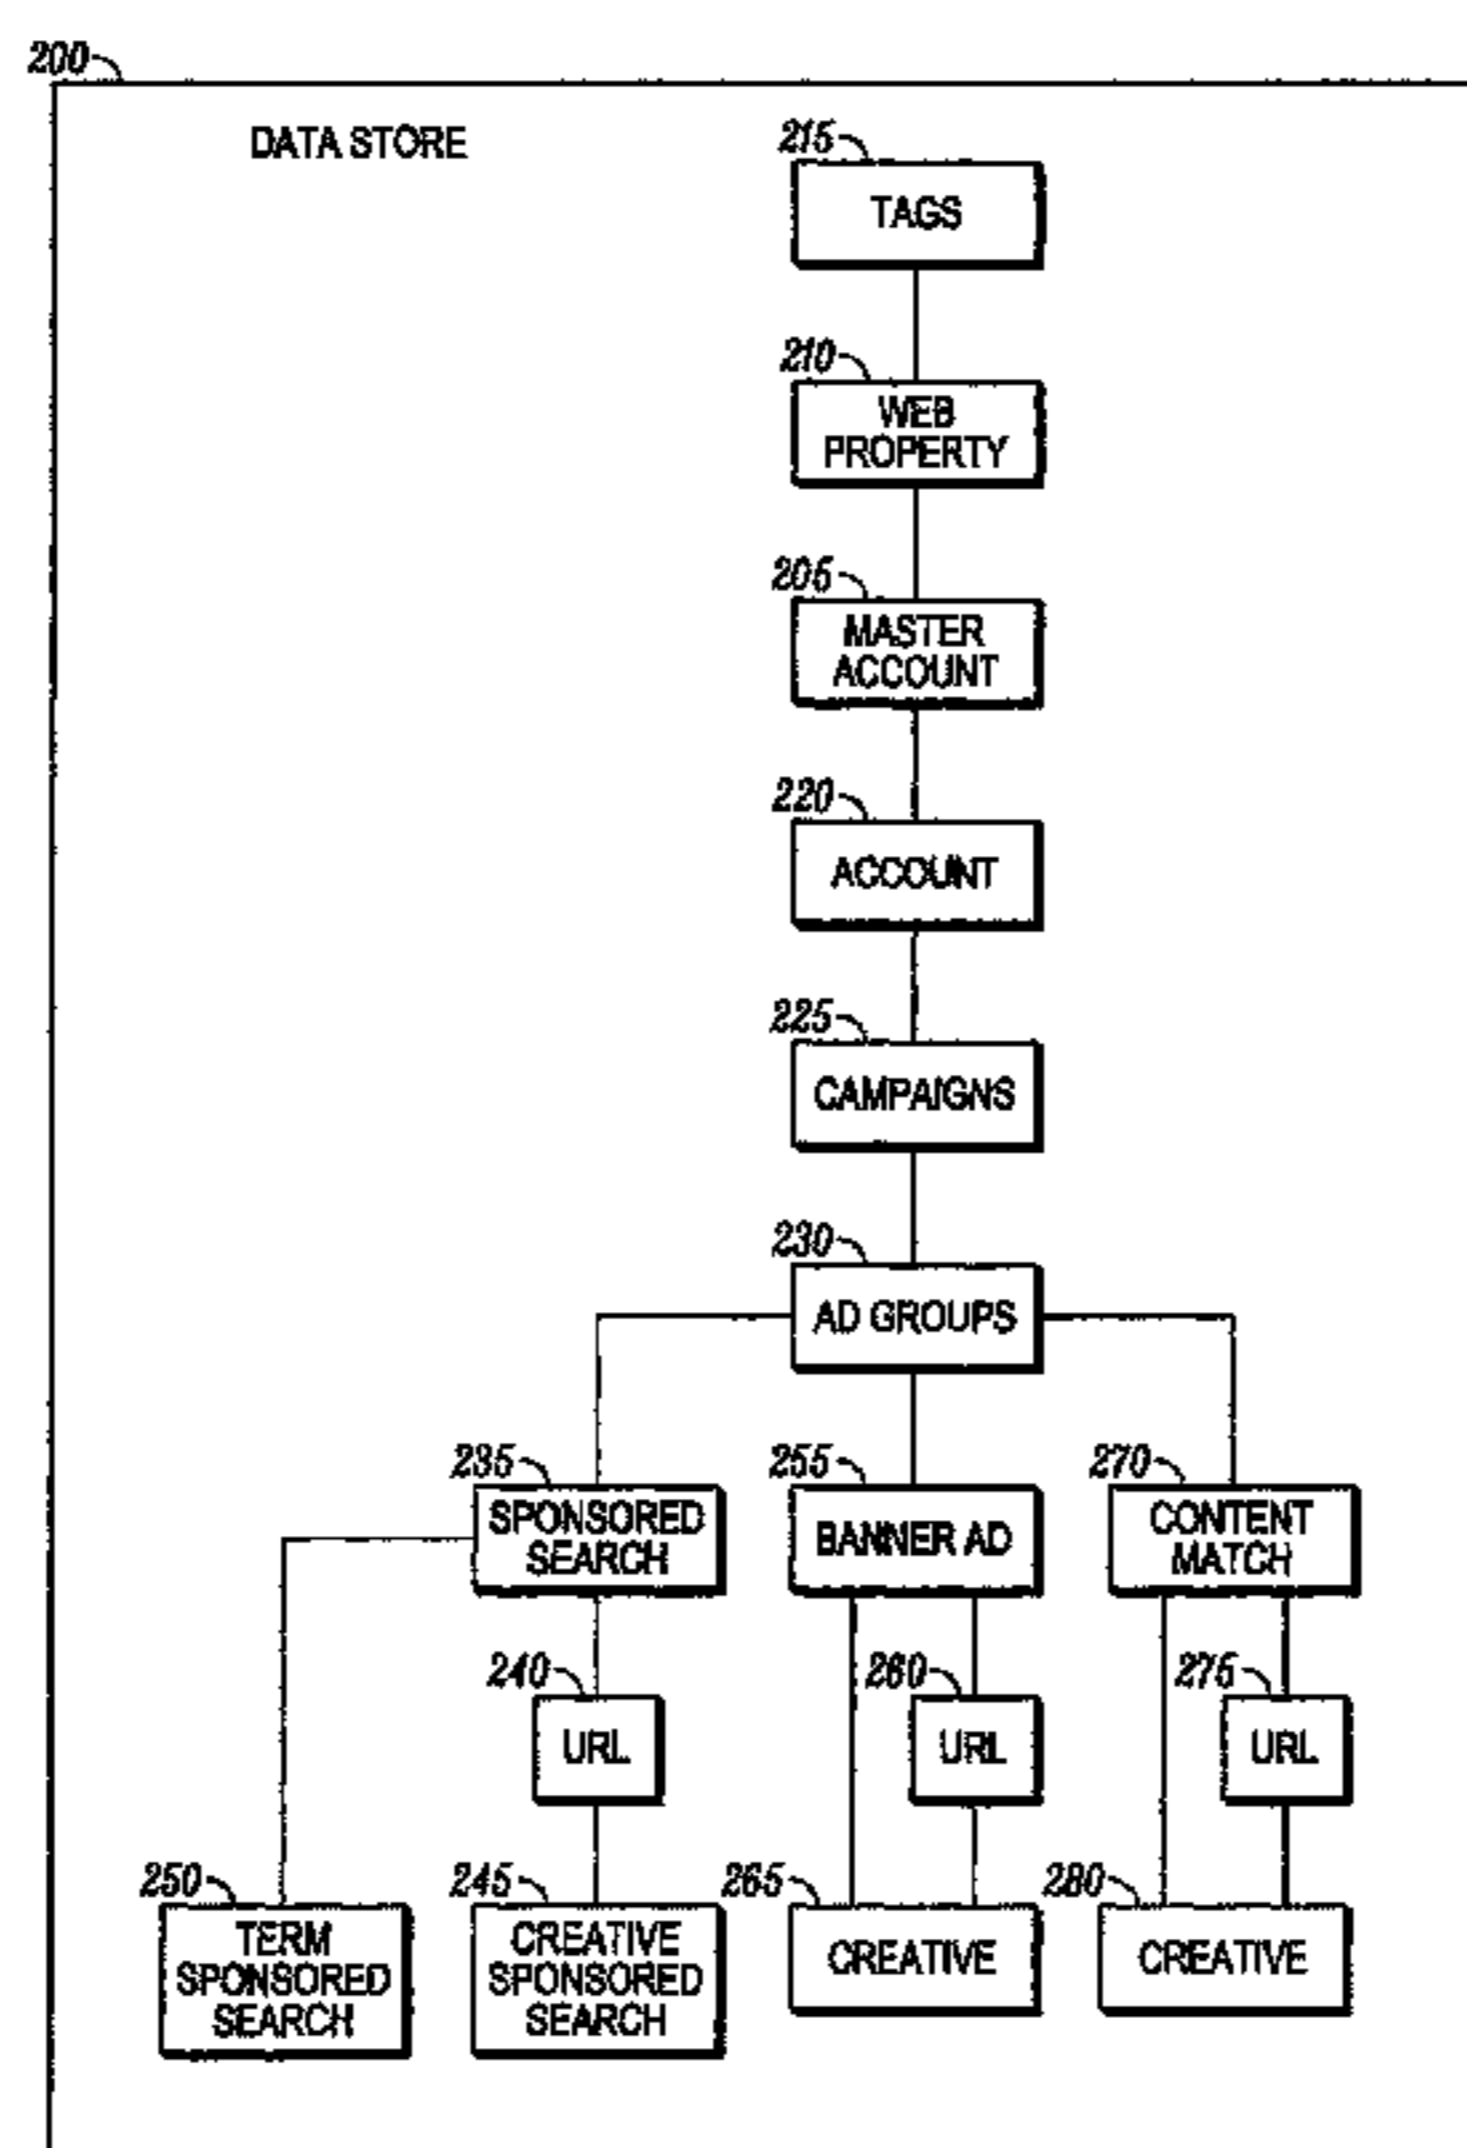 200
DATA STORE
215
TAGS
210
WEB
PROPERTY
205
MASTER
ACCOUNT
220
ACCOUNT
225
CAMPAIGNS
230
AD GROUPS
235
SPONSORED
SEARCH
255
BANNER AD
270
CONTENT
MATCH
240
URL
260
URL
275
URL
250
TERM
SPONSORED
SEARCH
245
CREATIVE
SPONSORED
SEARCH
265
CREATIVE
280
CREATIVE